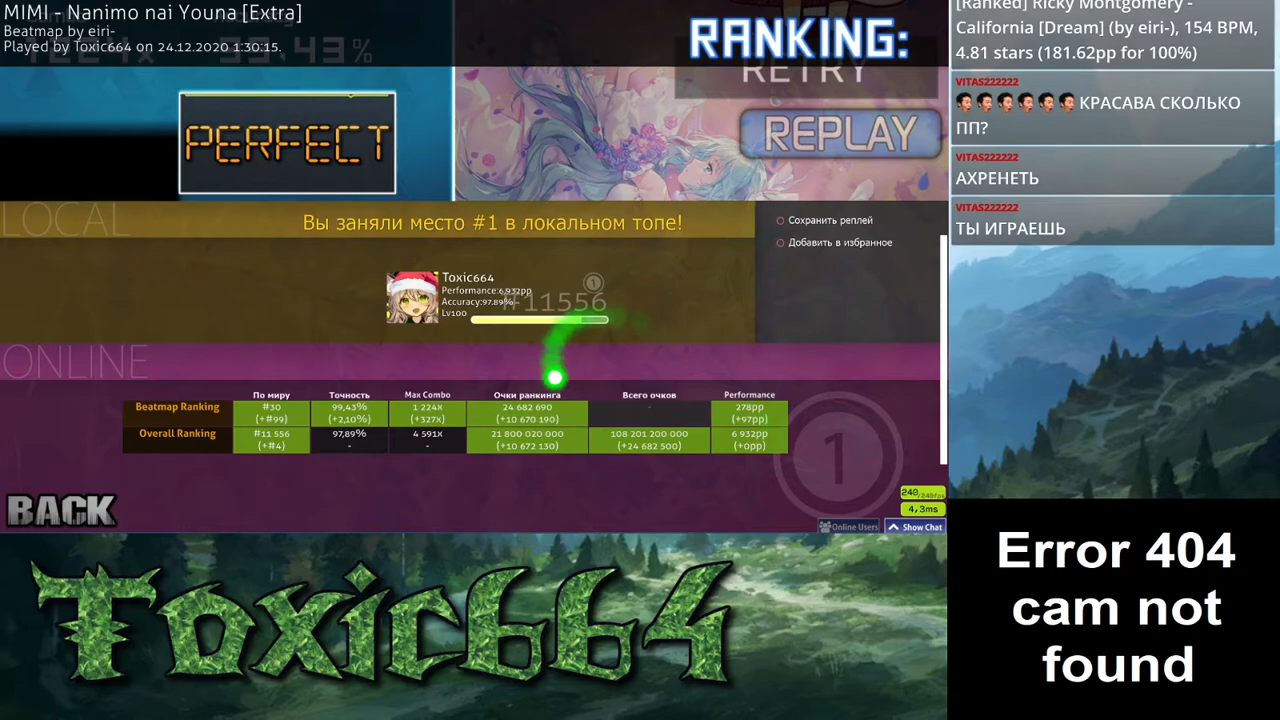 MIMI - Nanimo nai Youna [Extra]
Beatmap by eiri-
Played by Toxic664 on 24.12.2020 1:30:15.
1224x
99,43%
RANKING:
RETRY
REPLAY
PERFECT
LOCAL
Вы заняли место #1 в локальном топе!
Сохранить реплей
Добавить в избранное
Toxic664
Performance:6,932pp
Accuracy:97.89%
Lv100
#11556
1
ONLINE
По миру Точность Max Combo Очки ранкинга Всего очков Performance
Beatmap Ranking #30 99,43% 1 224x 24 682 690 - 278pp
(+#99) (+2,10%) (+327x) (+10 670 190) (+97pp)
Overall Ranking #11 556 97,89% 4 591x 21 800 020 000 108 201 200 000 6 932pp
(+#4) - - (+10 672 130) (+24 682 500) (+0pp)
1
BACK
240/240fps
4,3ms
Online Users
Show Chat
Toxic664
[Ranked] Ricky Montgomery -
California [Dream] (by eiri-), 154 BPM,
4.81 stars (181.62pp for 100%)
VITAS222222
КРАСАВА СКОЛЬКО
ПП?
VITAS222222
АХРЕНЕТЬ
VITAS222222
ТЫ ИГРАЕШЬ
Error 404
cam not
found